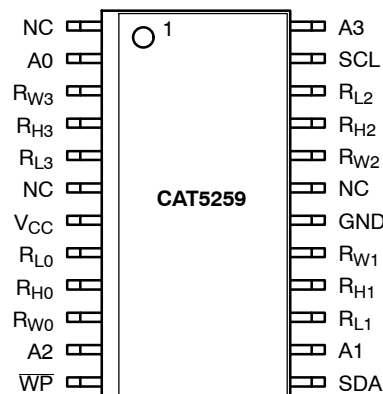 NC 1 A3
A0 SCL
RW3 RL2
RH3 RH2
RL3 RW2
NC CAT5259 NC
VCC GND
RL0 RW1
RH0 RH1
RW0 RL1
A2 A1
W̅P̅ SDA